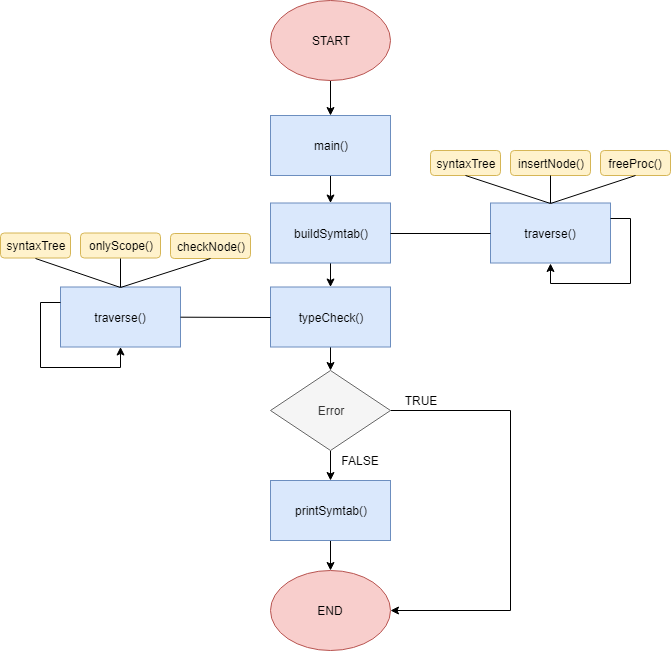 START
main()
syntaxTree
insertNode()
freeProc()
buildSymtab()
traverse()
syntaxTree
onlyScope()
checkNode()
traverse()
typeCheck()
Error
TRUE
FALSE
printSymtab()
END